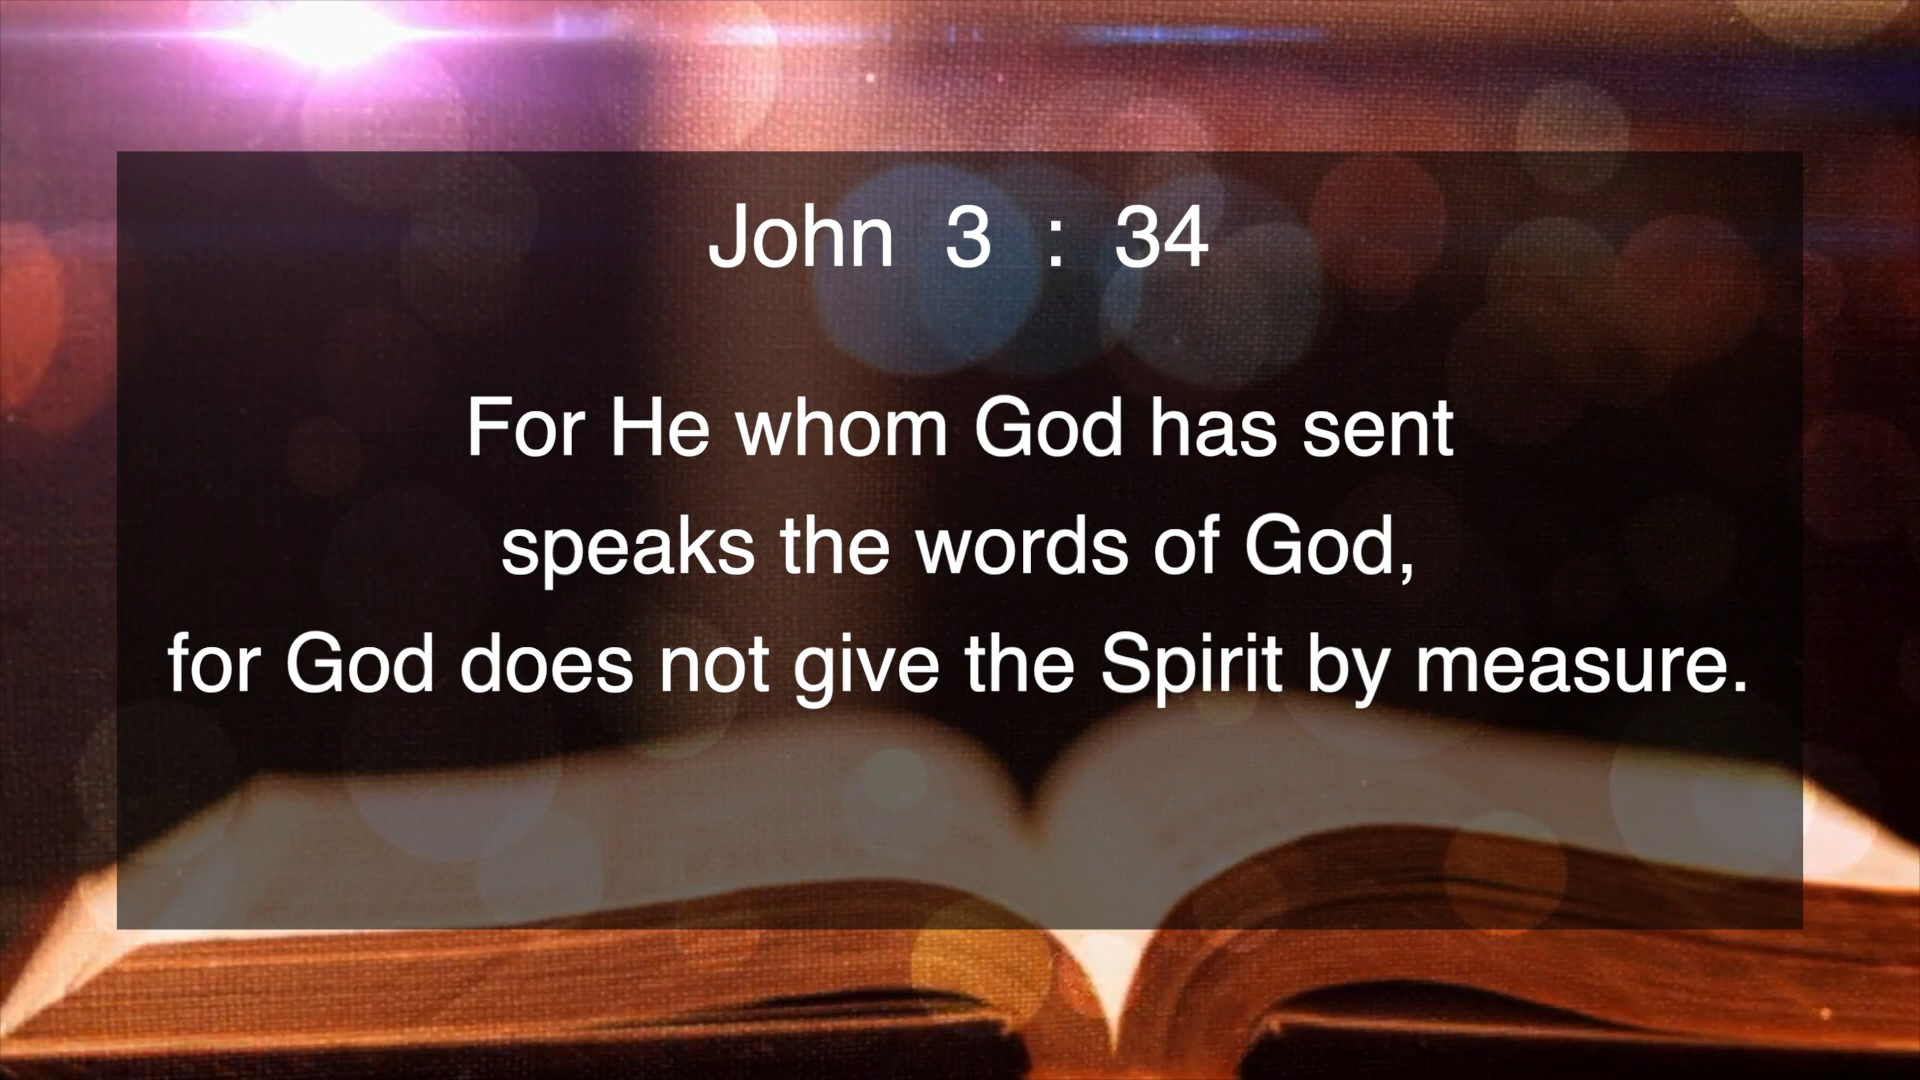 John 3 : 34
For He whom God has sent
speaks the words of God,
for God does not give the Spirit by measure.